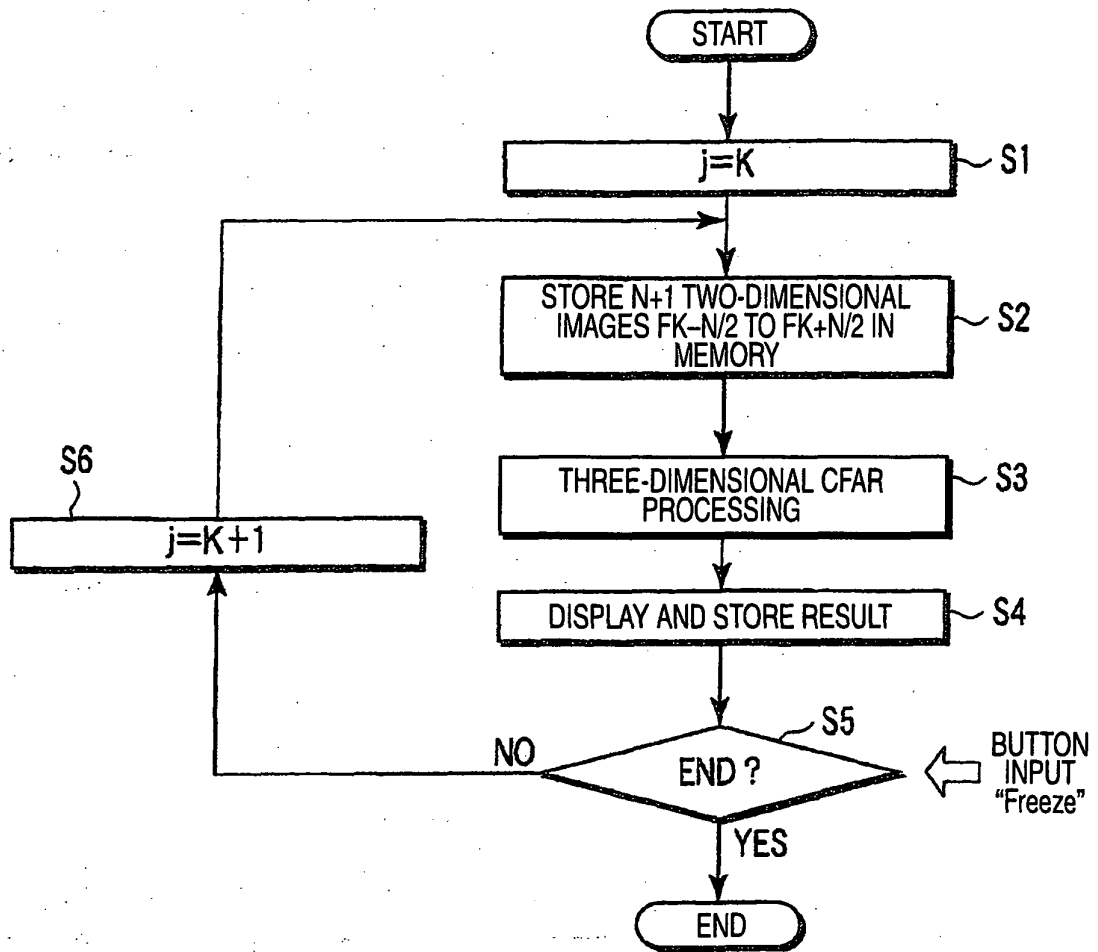 START
j=K
S1
STORE N+1 TWO-DIMENSIONAL
IMAGES FK–N/2 TO FK+N/2 IN
MEMORY
S2
THREE-DIMENSIONAL CFAR
PROCESSING
S3
S6
j=K+1
DISPLAY AND STORE RESULT
S4
S5
NO
END ?
BUTTON
INPUT
“Freeze”
YES
END